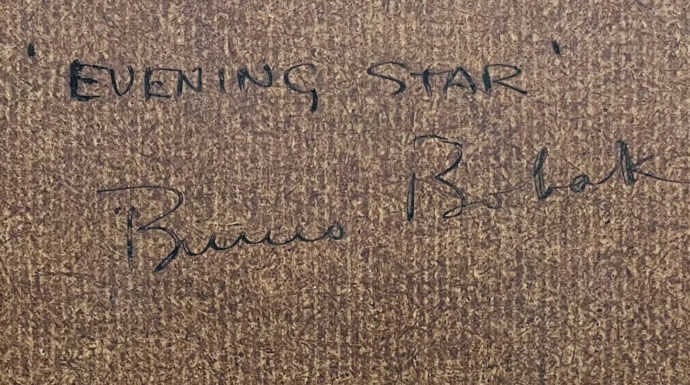 'EVENING STAR'
Bruno Bobak